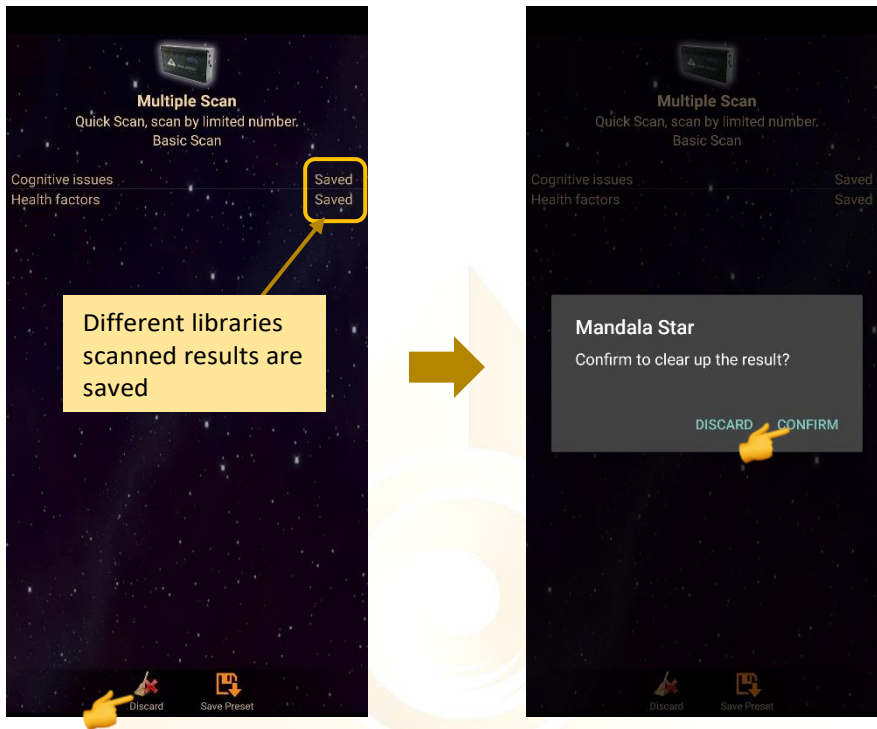 Multiple Scan
Quick Scan, scan by limited number.
Basic Scan
Cognitive issues Saved
Health factors Saved
Different libraries
scanned results are
saved
Discard Save Preset
Multiple Scan
Quick Scan, scan by limited number.
Basic Scan
Cognitive issues Saved
Health factors Saved
Mandala Star
Confirm to clear up the result?
DISCARD CONFIRM
Discard Save Preset